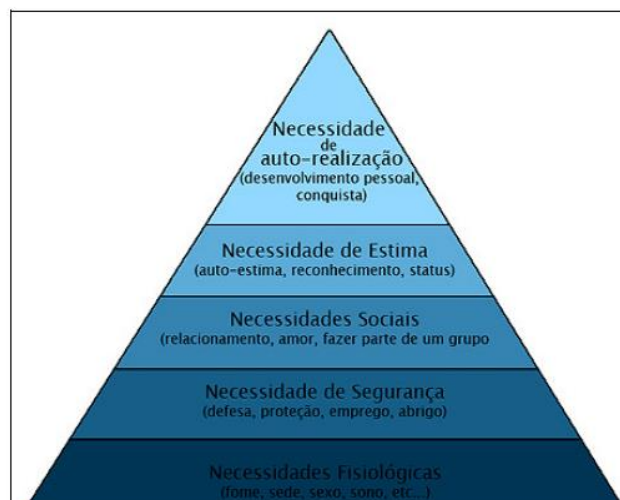 Necessidade
de
auto-realização
(desenvolvimento pessoal,
conquista)
Necessidade de Estima
(auto-estima, reconhecimento, status)
Necessidades Sociais
(relacionamento, amor, fazer parte de um grupo
Necessidade de Segurança
(defesa, proteção, emprego, abrigo)
Necessidades Fisiológicas
(fome, sede, sexo, sono, etc...)